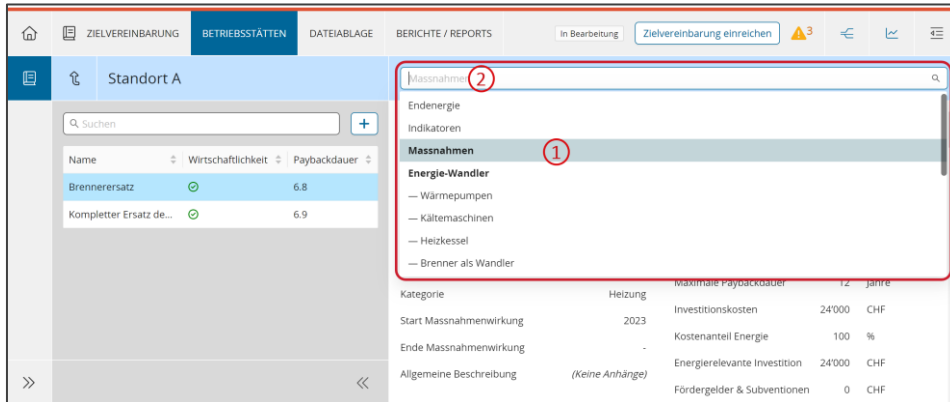 ZIELVEREINBARUNG BETRIEBSSTÄTTEN DATEIABLAGE BERICHTE / REPORTS In Bearbeitung Zielvereinbarung einreichen 3
Standort A
Massnahmen 2
Suchen
Name Wirtschaftlichkeit Paybackdauer
Brennerersatz 6.8
Kompletter Ersatz de... 6.9
Endenergie
Indikatoren
Massnahmen 1
Energie-Wandler
— Wärmepumpen
— Kältemaschinen
— Heizkessel
— Brenner als Wandler
Kategorie Heizung
Start Massnahmenwirkung 2023
Ende Massnahmenwirkung -
Allgemeine Beschreibung (Keine Anhänge)
Maximale Paybackdauer 12 Jahre
Investitionskosten 24'000 CHF
Kostenanteil Energie 100 %
Energierelevante Investition 24'000 CHF
Fördergelder & Subventionen 0 CHF